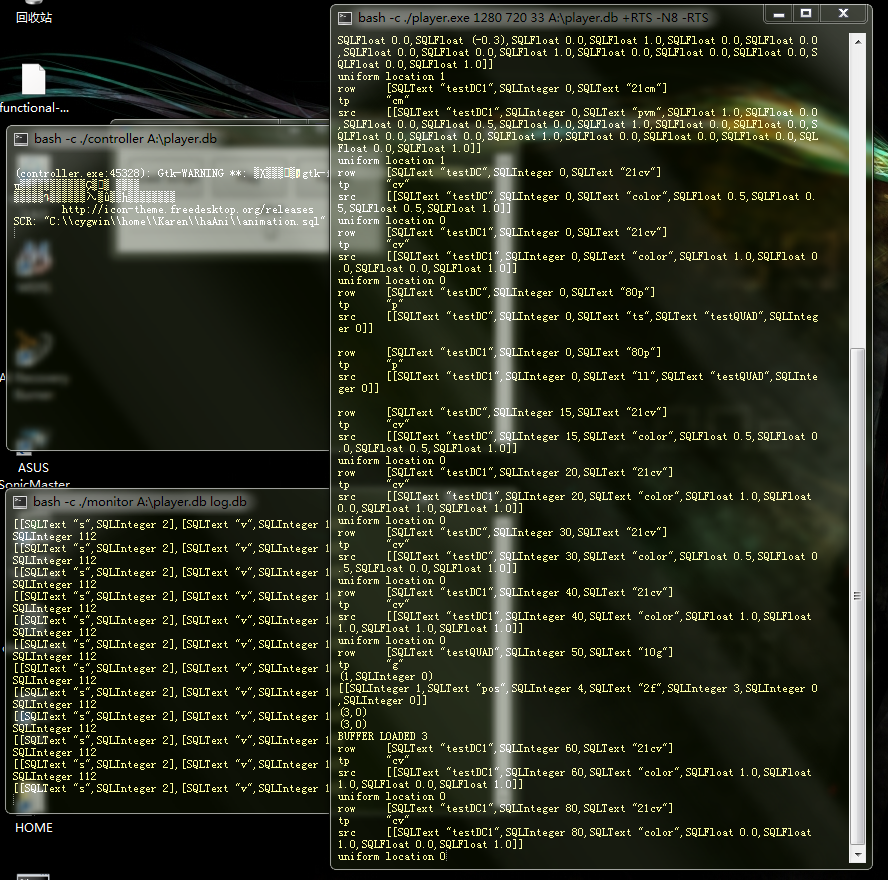 回收站
functional-...
bash -c ./controller A:\player.db
(controller.exe:45328): Gtk-WARNING **:
http://icon-theme.freedesktop.org/releases
SCR: "C:\\cygwin\\home\\Karen\\haAni\\animation.sql"
ASUS
SonicMaster
bash -c ./monitor A:\player.db log.db
[[SQLText "s",SQLInteger 2],[SQLText "v",SQLInteger 1
SQLInteger 112
[[SQLText "s",SQLInteger 2],[SQLText "v",SQLInteger 1
SQLInteger 112
[[SQLText "s",SQLInteger 2],[SQLText "v",SQLInteger 1
SQLInteger 112
[[SQLText "s",SQLInteger 2],[SQLText "v",SQLInteger 1
SQLInteger 112
[[SQLText "s",SQLInteger 2],[SQLText "v",SQLInteger 1
SQLInteger 112
[[SQLText "s",SQLInteger 2],[SQLText "v",SQLInteger 1
SQLInteger 112
[[SQLText "s",SQLInteger 2],[SQLText "v",SQLInteger 1
SQLInteger 112
[[SQLText "s",SQLInteger 2],[SQLText "v",SQLInteger 1
SQLInteger 112
[[SQLText "s",SQLInteger 2],[SQLText "v",SQLInteger 1
SQLInteger 112
[[SQLText "s",SQLInteger 2],[SQLText "v",SQLInteger 1
SQLInteger 112
[[SQLText "s",SQLInteger 2],[SQLText "v",SQLInteger 1
SQLInteger 112
[[SQLText "s",SQLInteger 2],[SQLText "v",SQLInteger 1
HOME
bash -c ./player.exe 1280 720 33 A:\player.db +RTS -N8 -RTS
SQLFloat 0.0,SQLFloat (-0.3),SQLFloat 0.0,SQLFloat 1.0,SQLFloat 0.0,SQLFloat 0.0
,SQLFloat 0.0,SQLFloat 0.0,SQLFloat 1.0,SQLFloat 0.0,SQLFloat 0.0,SQLFloat 0.0,S
QLFloat 0.0,SQLFloat 1.0]]
uniform location 1
row [SQLText "testDC1",SQLInteger 0,SQLText "21cm"]
tp "cm"
src [[SQLText "testDC1",SQLInteger 0,SQLText "pvm",SQLFloat 1.0,SQLFloat 0.0
,SQLFloat 0.0,SQLFloat 0.5,SQLFloat 0.0,SQLFloat 1.0,SQLFloat 0.0,SQLFloat 0.0,S
QLFloat 0.0,SQLFloat 0.0,SQLFloat 1.0,SQLFloat 0.0,SQLFloat 0.0,SQLFloat 0.0,SQL
Float 0.0,SQLFloat 1.0]]
uniform location 1
row [SQLText "testDC",SQLInteger 0,SQLText "21cv"]
tp "cv"
src [[SQLText "testDC",SQLInteger 0,SQLText "color",SQLFloat 0.5,SQLFloat 0.
5,SQLFloat 0.5,SQLFloat 1.0]]
uniform location 0
row [SQLText "testDC1",SQLInteger 0,SQLText "21cv"]
tp "cv"
src [[SQLText "testDC1",SQLInteger 0,SQLText "color",SQLFloat 1.0,SQLFloat 0
.0,SQLFloat 0.0,SQLFloat 1.0]]
uniform location 0
row [SQLText "testDC",SQLInteger 0,SQLText "80p"]
tp "p"
src [[SQLText "testDC",SQLInteger 0,SQLText "ts",SQLText "testQUAD",SQLInteg
er 0]]
row [SQLText "testDC1",SQLInteger 0,SQLText "80p"]
tp "p"
src [[SQLText "testDC1",SQLInteger 0,SQLText "ll",SQLText "testQUAD",SQLInte
ger 0]]
row [SQLText "testDC",SQLInteger 15,SQLText "21cv"]
tp "cv"
src [[SQLText "testDC",SQLInteger 15,SQLText "color",SQLFloat 0.5,SQLFloat 0
.0,SQLFloat 0.5,SQLFloat 1.0]]
uniform location 0
row [SQLText "testDC1",SQLInteger 20,SQLText "21cv"]
tp "cv"
src [[SQLText "testDC1",SQLInteger 20,SQLText "color",SQLFloat 1.0,SQLFloat
0.0,SQLFloat 1.0,SQLFloat 1.0]]
uniform location 0
row [SQLText "testDC",SQLInteger 30,SQLText "21cv"]
tp "cv"
src [[SQLText "testDC",SQLInteger 30,SQLText "color",SQLFloat 0.5,SQLFloat 0
.5,SQLFloat 0.0,SQLFloat 1.0]]
uniform location 0
row [SQLText "testDC1",SQLInteger 40,SQLText "21cv"]
tp "cv"
src [[SQLText "testDC1",SQLInteger 40,SQLText "color",SQLFloat 1.0,SQLFloat
1.0,SQLFloat 1.0,SQLFloat 1.0]]
uniform location 0
row [SQLText "testQUAD",SQLInteger 50,SQLText "10g"]
tp "g"
(1,SQLInteger 0)
[[SQLInteger 1,SQLText "pos",SQLInteger 4,SQLText "2f",SQLInteger 3,SQLInteger 0
,SQLInteger 0]]
(3,0)
(3,0)
BUFFER LOADED 3
row [SQLText "testDC1",SQLInteger 60,SQLText "21cv"]
tp "cv"
src [[SQLText "testDC1",SQLInteger 60,SQLText "color",SQLFloat 1.0,SQLFloat
1.0,SQLFloat 0.0,SQLFloat 1.0]]
uniform location 0
row [SQLText "testDC1",SQLInteger 80,SQLText "21cv"]
tp "cv"
src [[SQLText "testDC1",SQLInteger 80,SQLText "color",SQLFloat 0.0,SQLFloat
1.0,SQLFloat 0.0,SQLFloat 1.0]]
uniform location 0